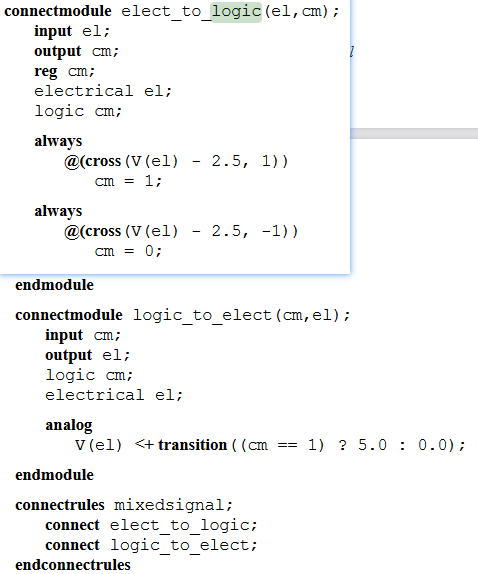 connectmodule elect_to_logic(el,cm);
input el;
output cm;
reg cm;
electrical el;
logic cm;
always
@(cross(V(el) - 2.5, 1))
cm = 1;
always
@(cross(V(el) - 2.5, -1))
cm = 0;
endmodule
connectmodule logic_to_elect(cm,el);
input cm;
output el;
logic cm;
electrical el;
analog
V(el) <+ transition((cm == 1) ? 5.0 : 0.0);
endmodule
connectrules mixedsignal;
connect elect_to_logic;
connect logic_to_elect;
endconnectrules